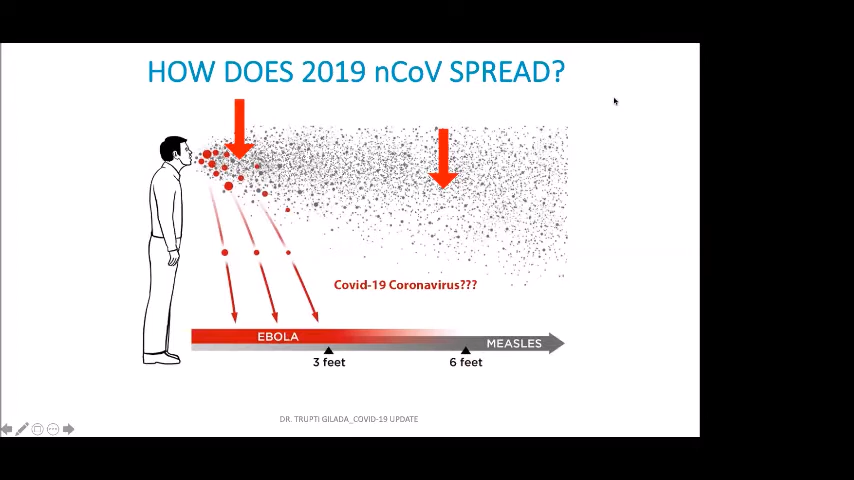 HOW DOES 2019 nCoV SPREAD?
Covid-19 Coronavirus???
EBOLA
MEASLES
3 feet
6 feet
DR. TRUPTI GILADA_COVID-19 UPDATE